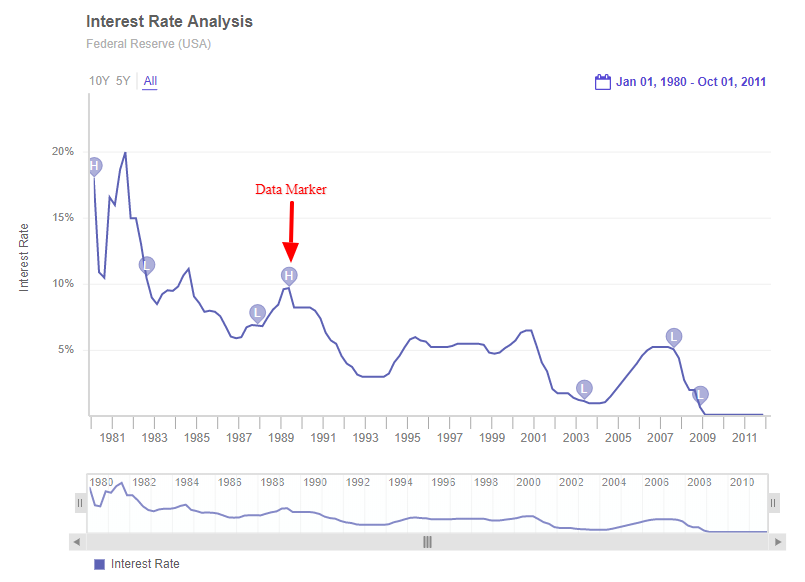 Interest Rate Analysis
Federal Reserve (USA)
10Y 5Y All
Jan 01, 1980 - Oct 01, 2011
20%
H
Data Marker
15%
L
Interest Rate
H
10%
L
L
5%
L
L
1981 1983 1985 1987 1989 1991 1993 1995 1997 1999 2001 2003 2005 2007 2009 2011
1980 1982 1984 1986 1988 1990 1992 1994 1996 1998 2000 2002 2004 2006 2008 2010
Interest Rate